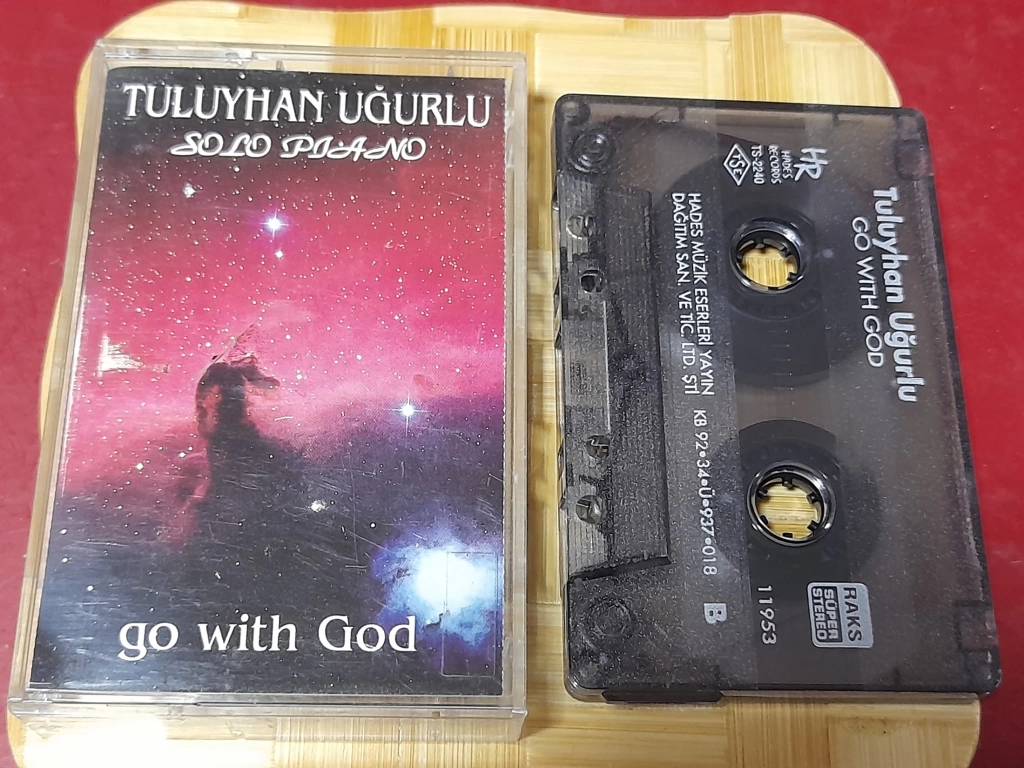 TULUYHAN UĞURLU
SOLO PIANO
go with God
Tuluyhan Uğurlu
GO WITH GOD
HR
HADES
RECORDS
TS-2240
TSE
HADES MÜZİK ESERLERİ YAYIN
DAĞITIM SAN. VE TİC. LTD. ŞTİ
KB 92•34•Ü•937•018
B
11953
RAKS
SÜPER
STEREO